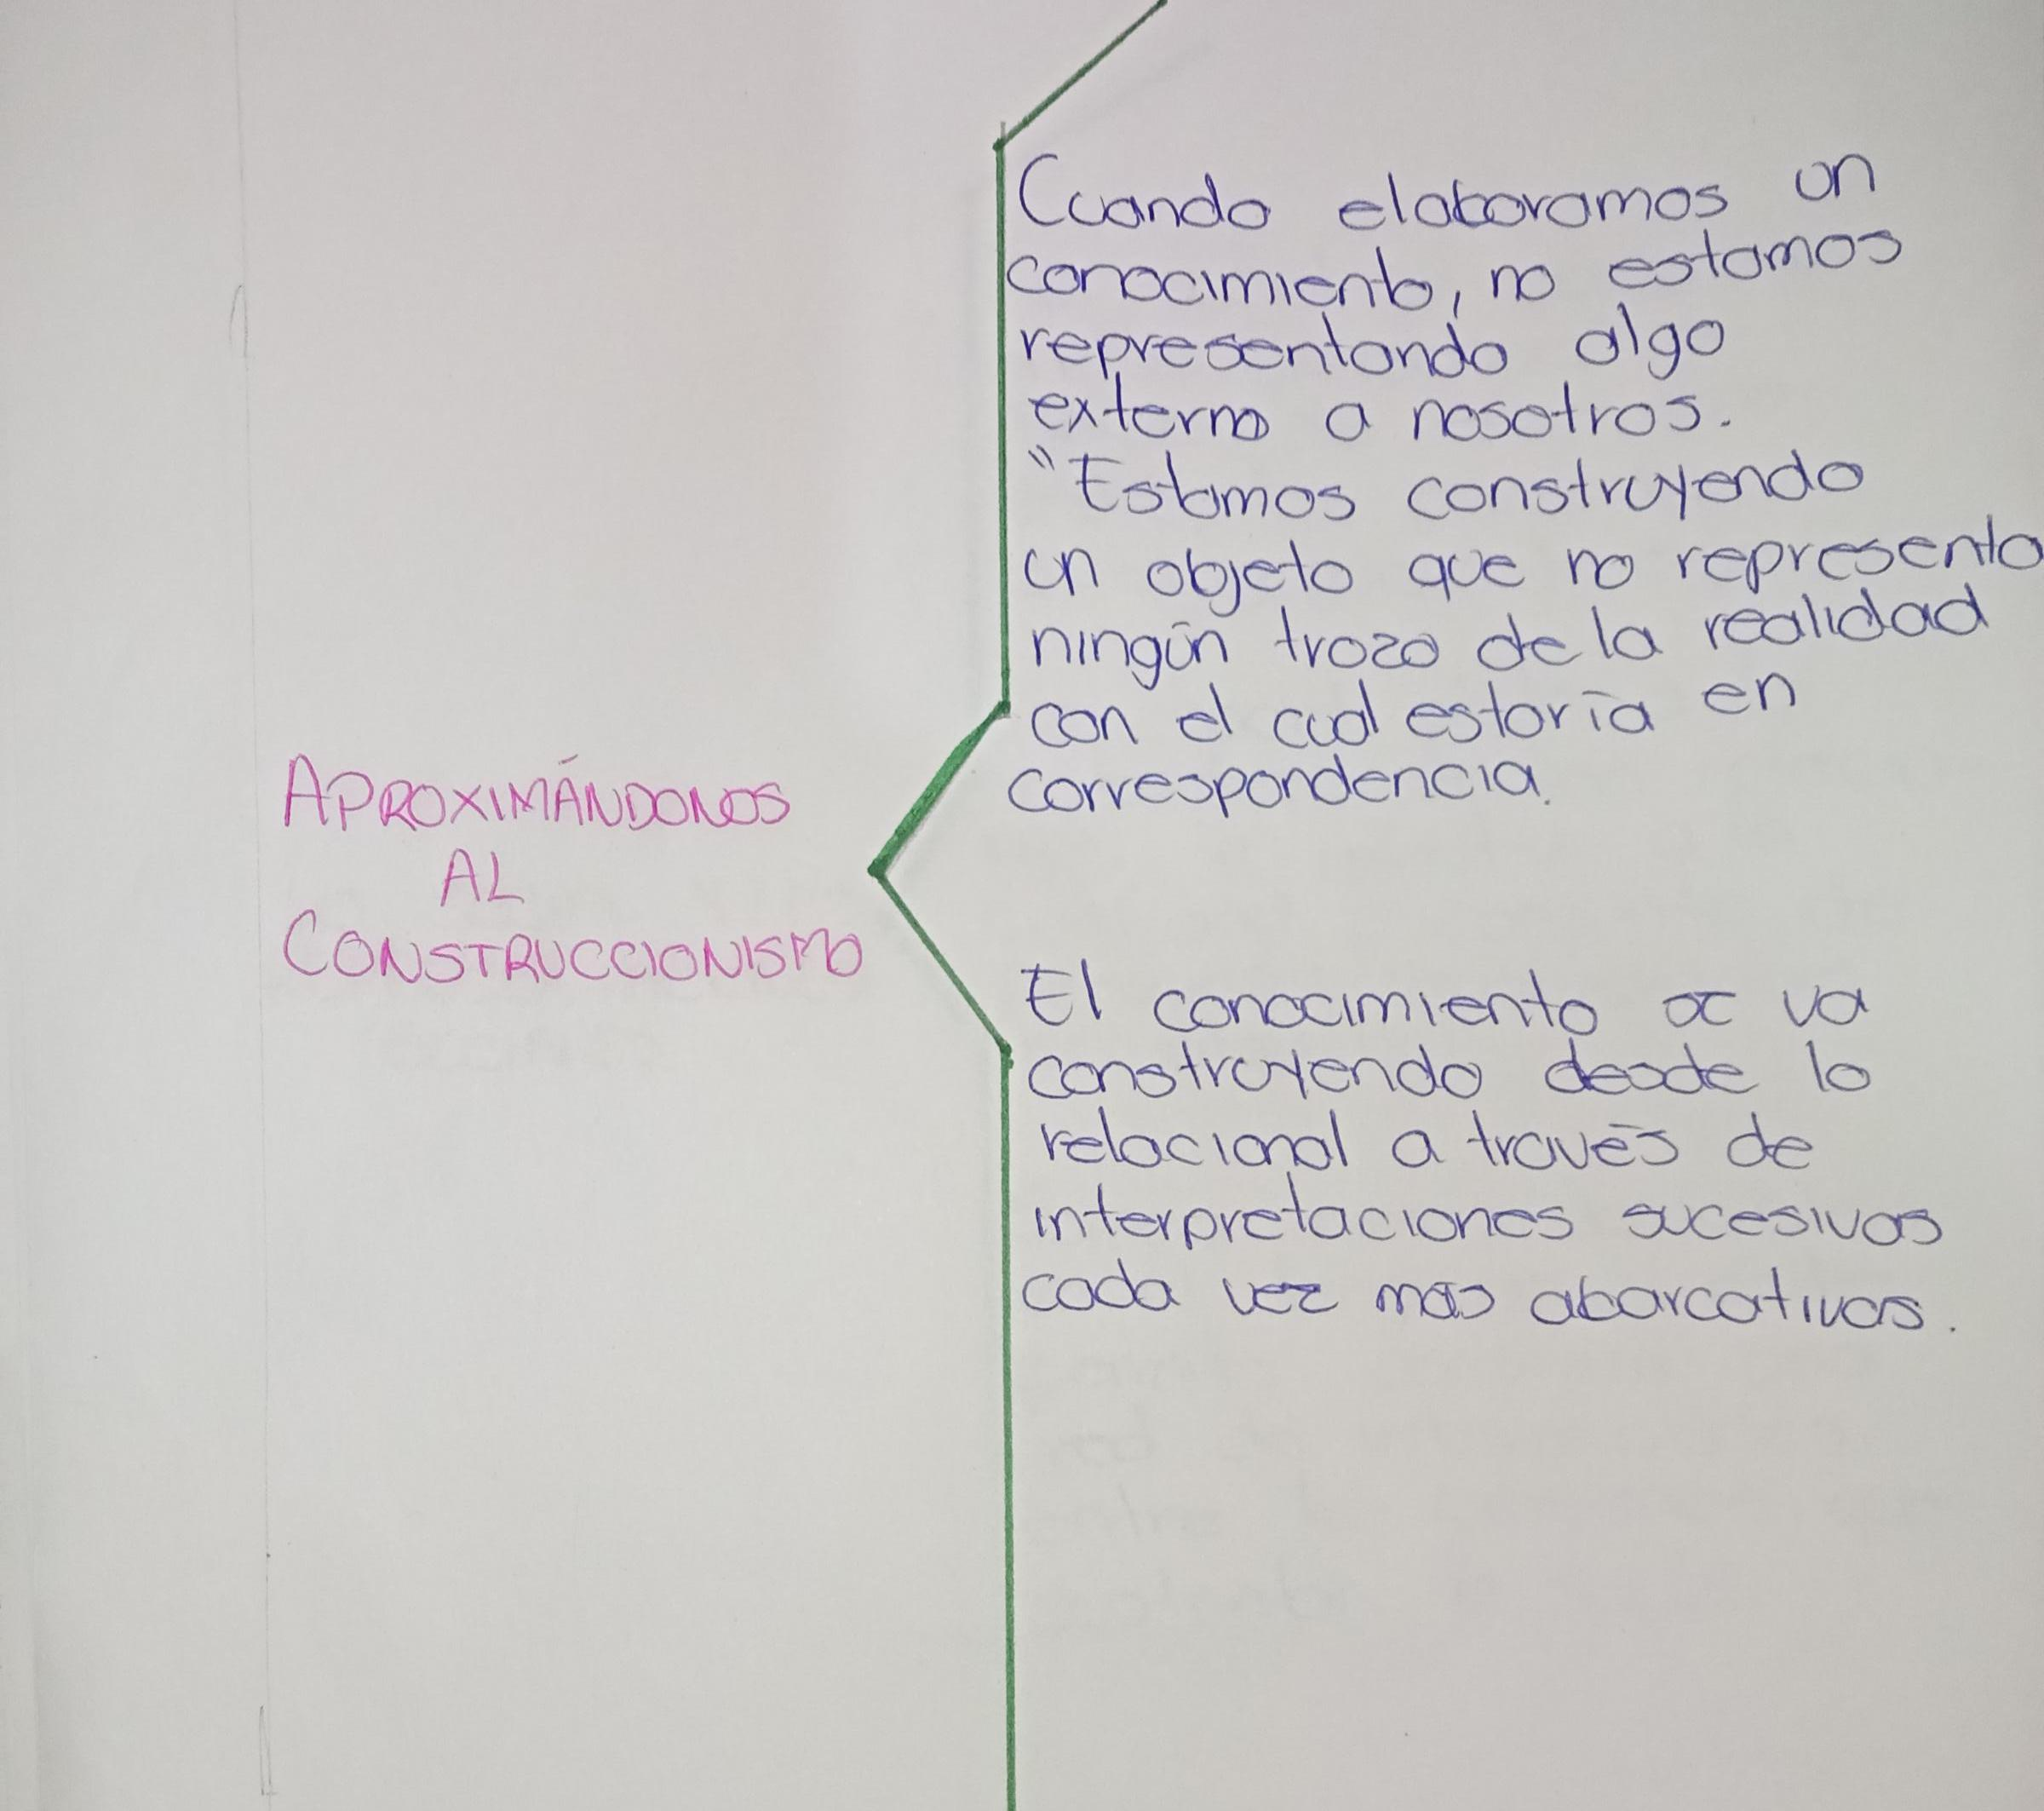 APROXIMÁNDONOS
AL
CONSTRUCCIONISMO
Cuando elaboramos un
conocimiento, no estamos
representando algo
externo a nosotros.
"Estamos construyendo
un objeto que no representa
ningún trozo de la realidad
con el cual estaría en
correspondencia.
El conocimiento se va
construyendo desde lo
relacional a través de
interpretaciones sucesivas
cada vez más abarcativas.